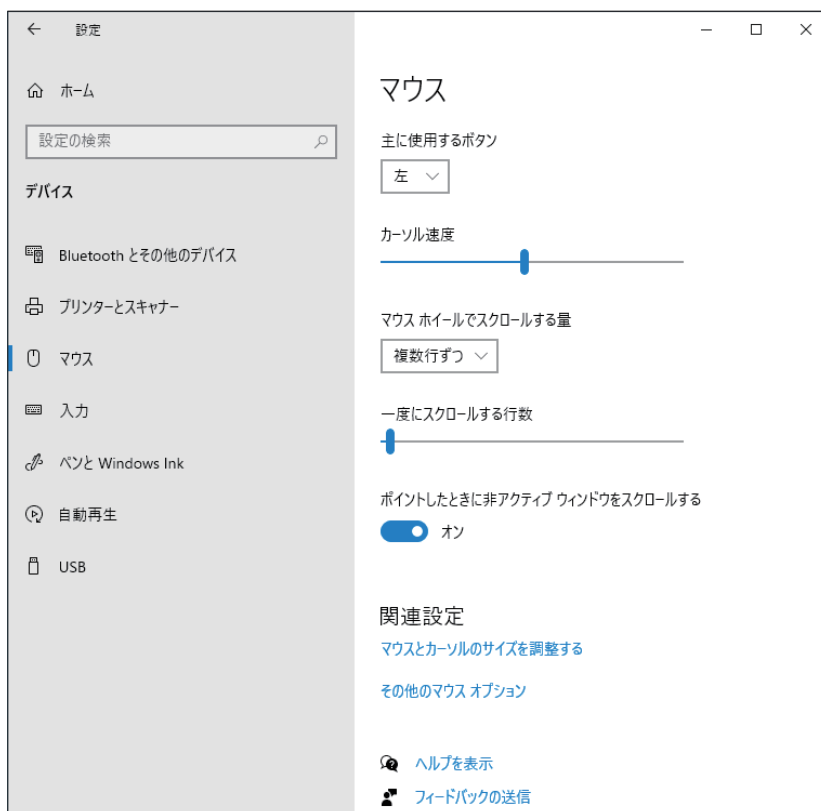 設定
ホーム
設定の検索
デバイス
Bluetooth とその他のデバイス
プリンターとスキャナー
マウス
入力
ペンと Windows Ink
自動再生
USB
マウス
主に使用するボタン
左
カーソル速度
マウス ホイールでスクロールする量
複数行ずつ
一度にスクロールする行数
ポイントしたときに非アクティブ ウィンドウをスクロールする
オン
関連設定
マウスとカーソルのサイズを調整する
その他のマウス オプション
ヘルプを表示
フィードバックの送信